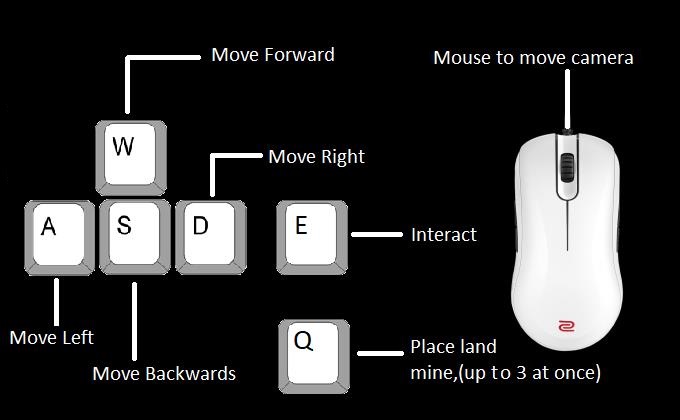 Move Forward
Mouse to move camera
W
Move Right
A
S
D
E
Interact
Move Left
Q
Place land
mine,(up to 3 at once)
Move Backwards